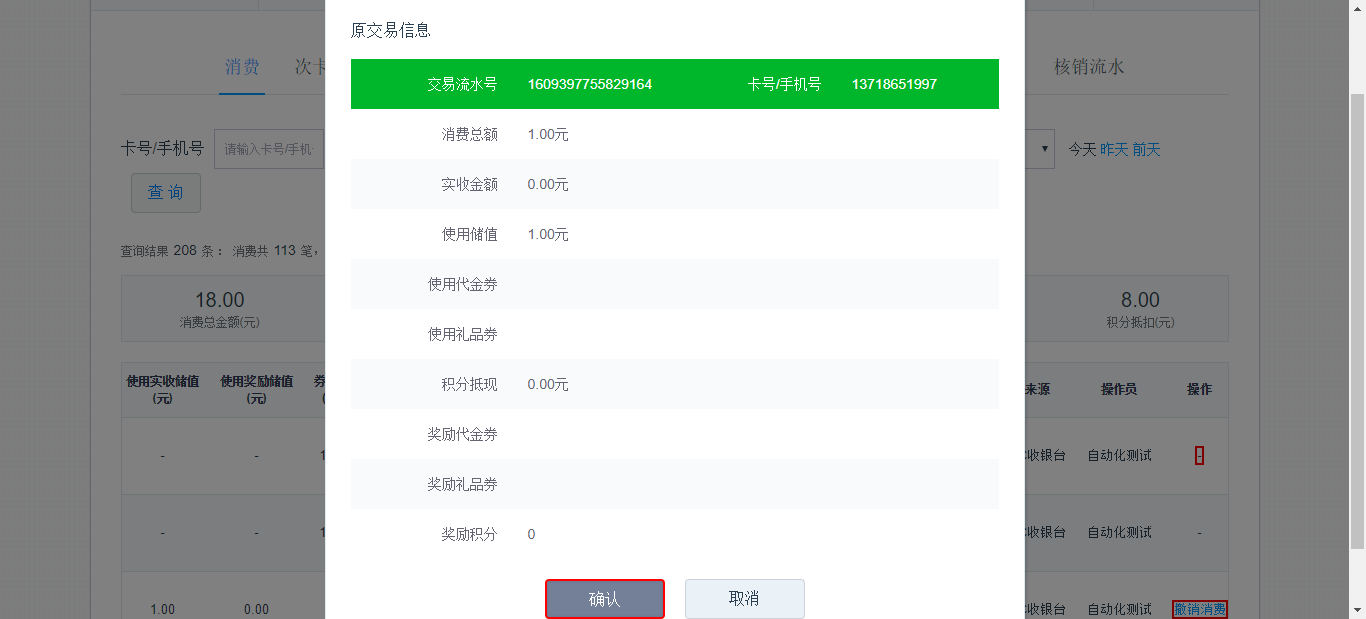 原交易信息
交易流水号 1609397755829164 卡号/手机号 13718651997
消费总额 1.00元
实收金额 0.00元
使用储值 1.00元
使用代金券
使用礼品券
积分抵现 0.00元
奖励代金券
奖励礼品券
奖励积分 0
确认 取消
消费 次卡 核销流水
卡号/手机号 请输入卡号/手机 今天 昨天 前天
查 询
查询结果 208 条： 消费共 113 笔，
18.00 8.00
消费总金额(元) 积分抵扣(元)
使用实收储值 使用奖励储值 券 来源 操作员 操作
(元) (元) (
- - 1 收银台 自动化测试 -
- - 1 收银台 自动化测试 -
1.00 0.00 收银台 自动化测试 撤销消费